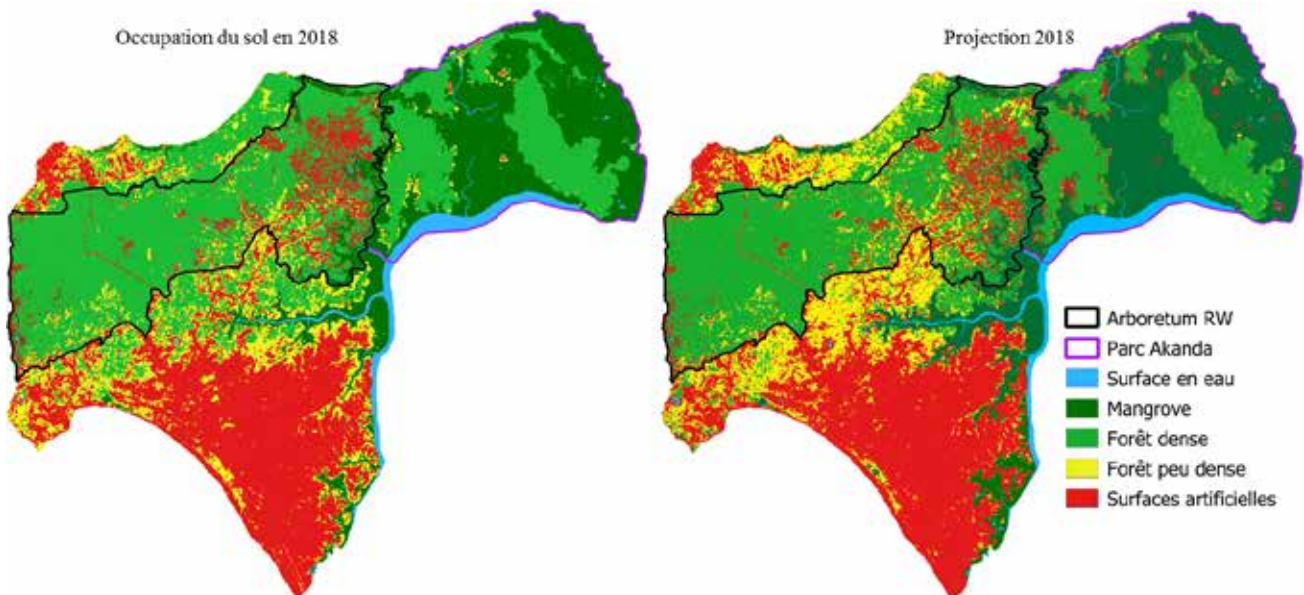 Occupation du sol en 2018
Projection 2018
Arboretum RW
Parc Akanda
Surface en eau
Mangrove
Forêt dense
Forêt peu dense
Surfaces artificielles